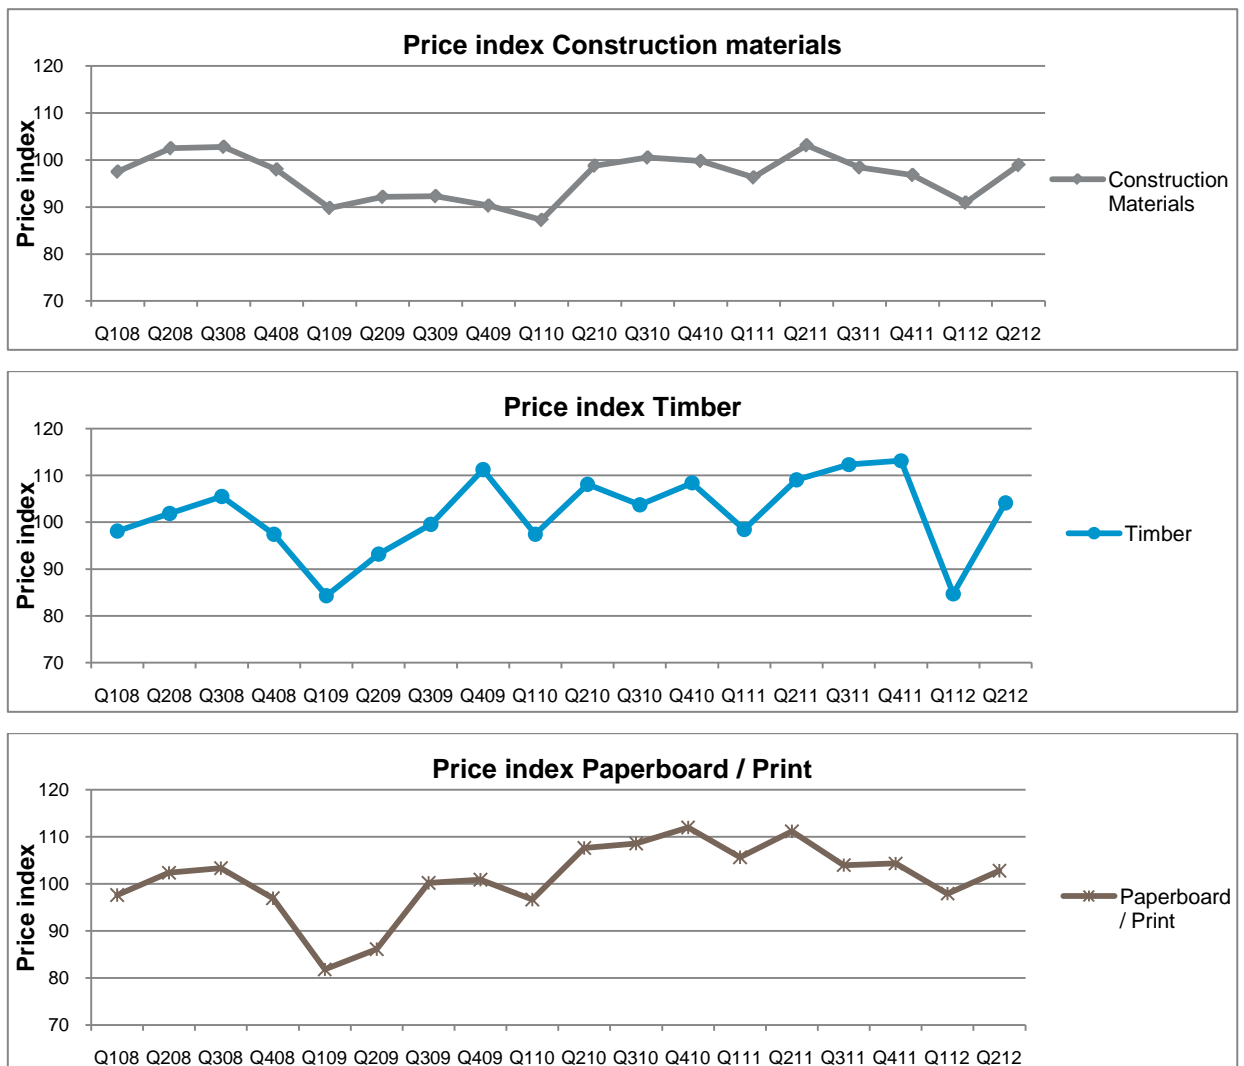 Price index Construction materials
120
110
100
90
80
70
Price index
Q108 Q208 Q308 Q408 Q109 Q209 Q309 Q409 Q110 Q210 Q310 Q410 Q111 Q211 Q311 Q411 Q112 Q212
Construction
Materials
Price index Timber
120
110
100
90
80
70
Price index
Q108 Q208 Q308 Q408 Q109 Q209 Q309 Q409 Q110 Q210 Q310 Q410 Q111 Q211 Q311 Q411 Q112 Q212
Timber
Price index Paperboard / Print
120
110
100
90
80
70
Price index
Q108 Q208 Q308 Q408 Q109 Q209 Q309 Q409 Q110 Q210 Q310 Q410 Q111 Q211 Q311 Q411 Q112 Q212
Paperboard
/ Print